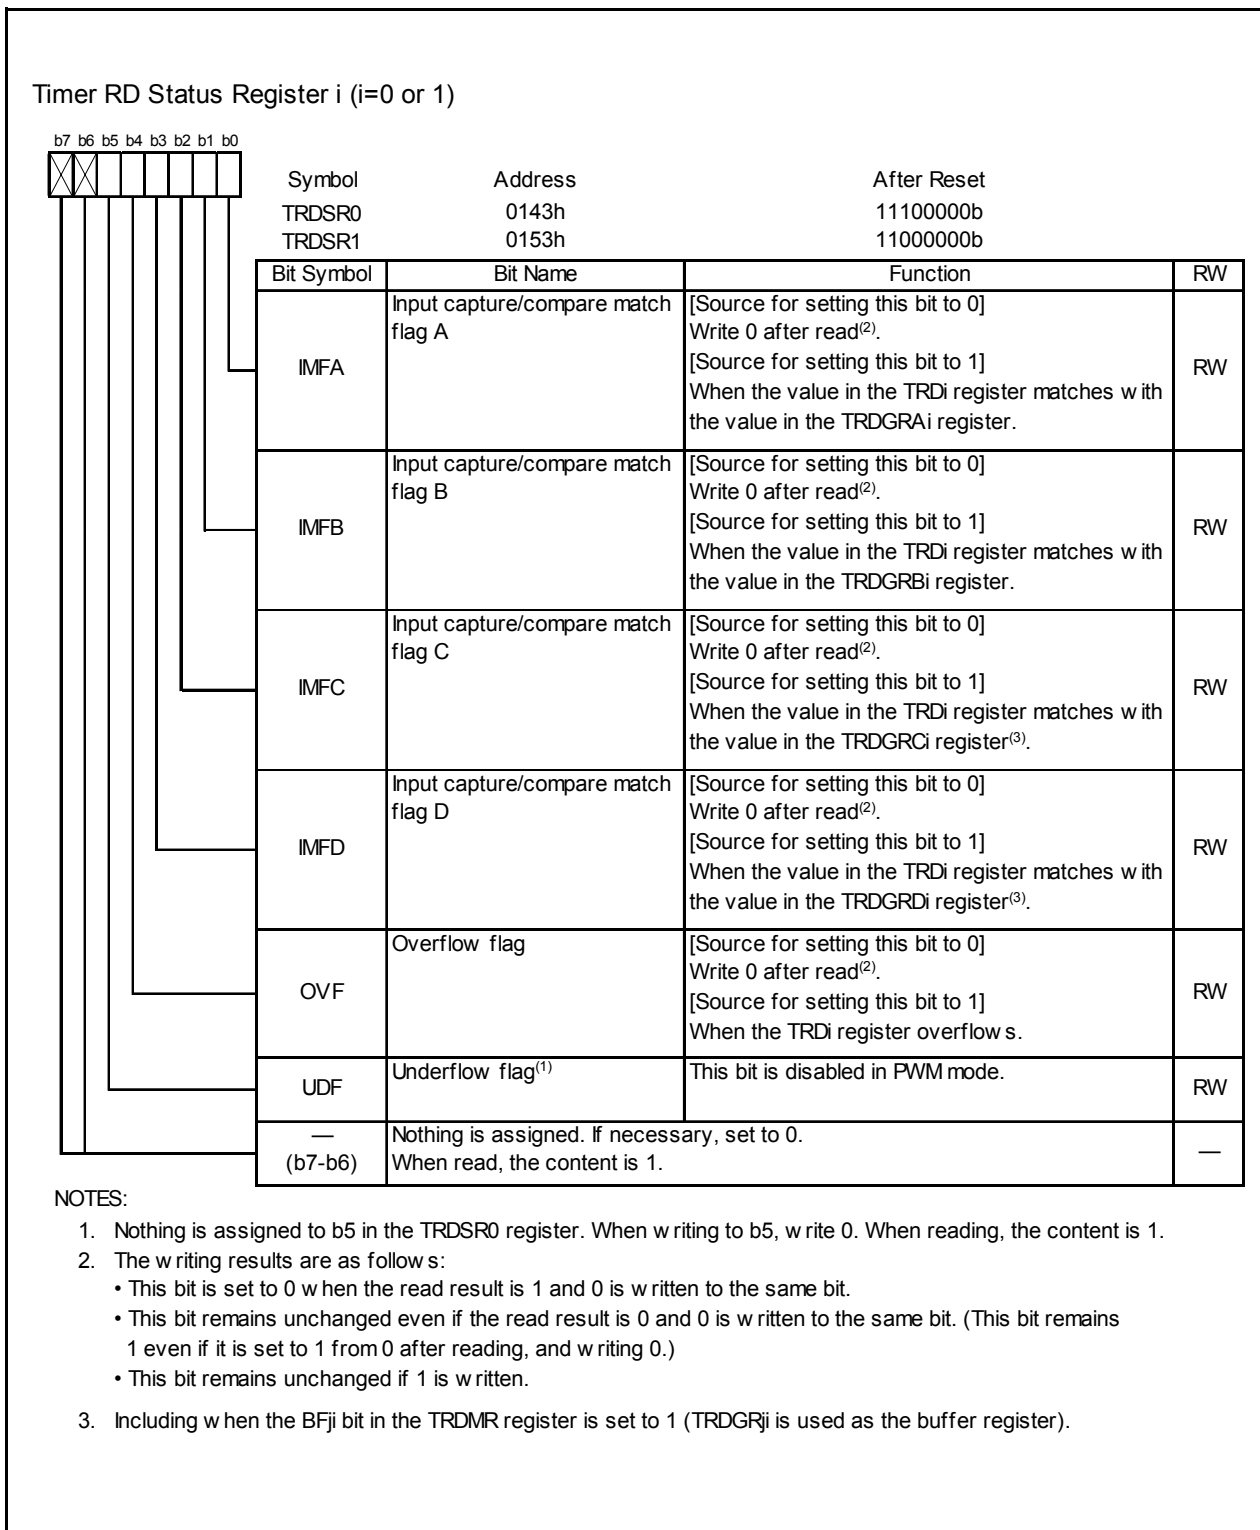 Timer RD Status Register i (i=0 or 1)
b7 b6 b5 b4 b3 b2 b1 b0
Symbol Address After Reset
TRDSR0 0143h 11100000b
TRDSR1 0153h 11000000b
Bit Symbol Bit Name Function RW
IMFA
Input capture/compare match
flag A
[Source for setting this bit to 0]
Write 0 after read(2).
[Source for setting this bit to 1]
When the value in the TRDi register matches with
the value in the TRDGRAi register.
RW
IMFB
Input capture/compare match
flag B
[Source for setting this bit to 0]
Write 0 after read(2).
[Source for setting this bit to 1]
When the value in the TRDi register matches with
the value in the TRDGRBi register.
RW
IMFC
Input capture/compare match
flag C
[Source for setting this bit to 0]
Write 0 after read(2).
[Source for setting this bit to 1]
When the value in the TRDi register matches with
the value in the TRDGRCi register(3).
RW
IMFD
Input capture/compare match
flag D
[Source for setting this bit to 0]
Write 0 after read(2).
[Source for setting this bit to 1]
When the value in the TRDi register matches with
the value in the TRDGRDi register(3).
RW
OVF
Overflow flag
[Source for setting this bit to 0]
Write 0 after read(2).
[Source for setting this bit to 1]
When the TRDi register overflows.
RW
UDF
Underflow flag(1)
This bit is disabled in PWM mode.
RW
—
(b7-b6)
Nothing is assigned. If necessary, set to 0.
When read, the content is 1.
—
NOTES:
1. Nothing is assigned to b5 in the TRDSR0 register. When writing to b5, write 0. When reading, the content is 1.
2. The writing results are as follows:
• This bit is set to 0 when the read result is 1 and 0 is written to the same bit.
• This bit remains unchanged even if the read result is 0 and 0 is written to the same bit. (This bit remains
1 even if it is set to 1 from 0 after reading, and writing 0.)
• This bit remains unchanged if 1 is written.
3. Including when the BFji bit in the TRDMR register is set to 1 (TRDGRji is used as the buffer register).